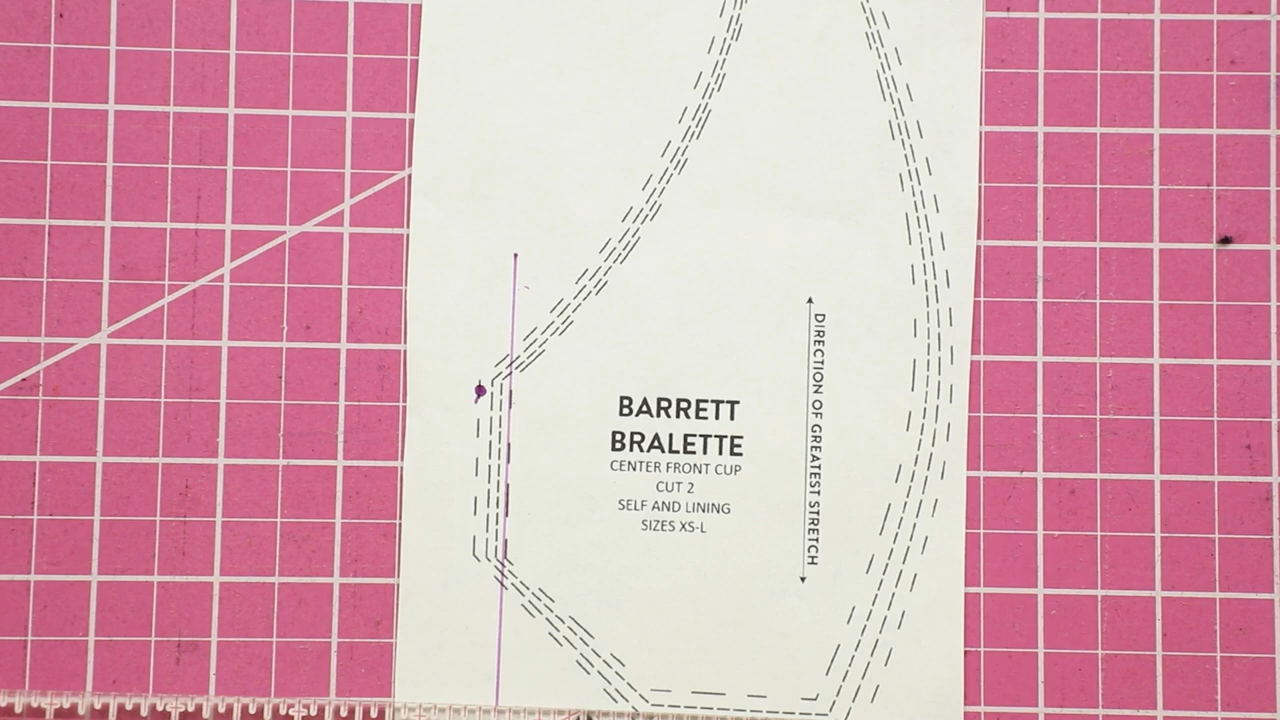 BARRETT
BRALETTE
CENTER FRONT CUP
CUT 2
SELF AND LINING
SIZES XS-L
DIRECTION OF GREATEST STRETCH